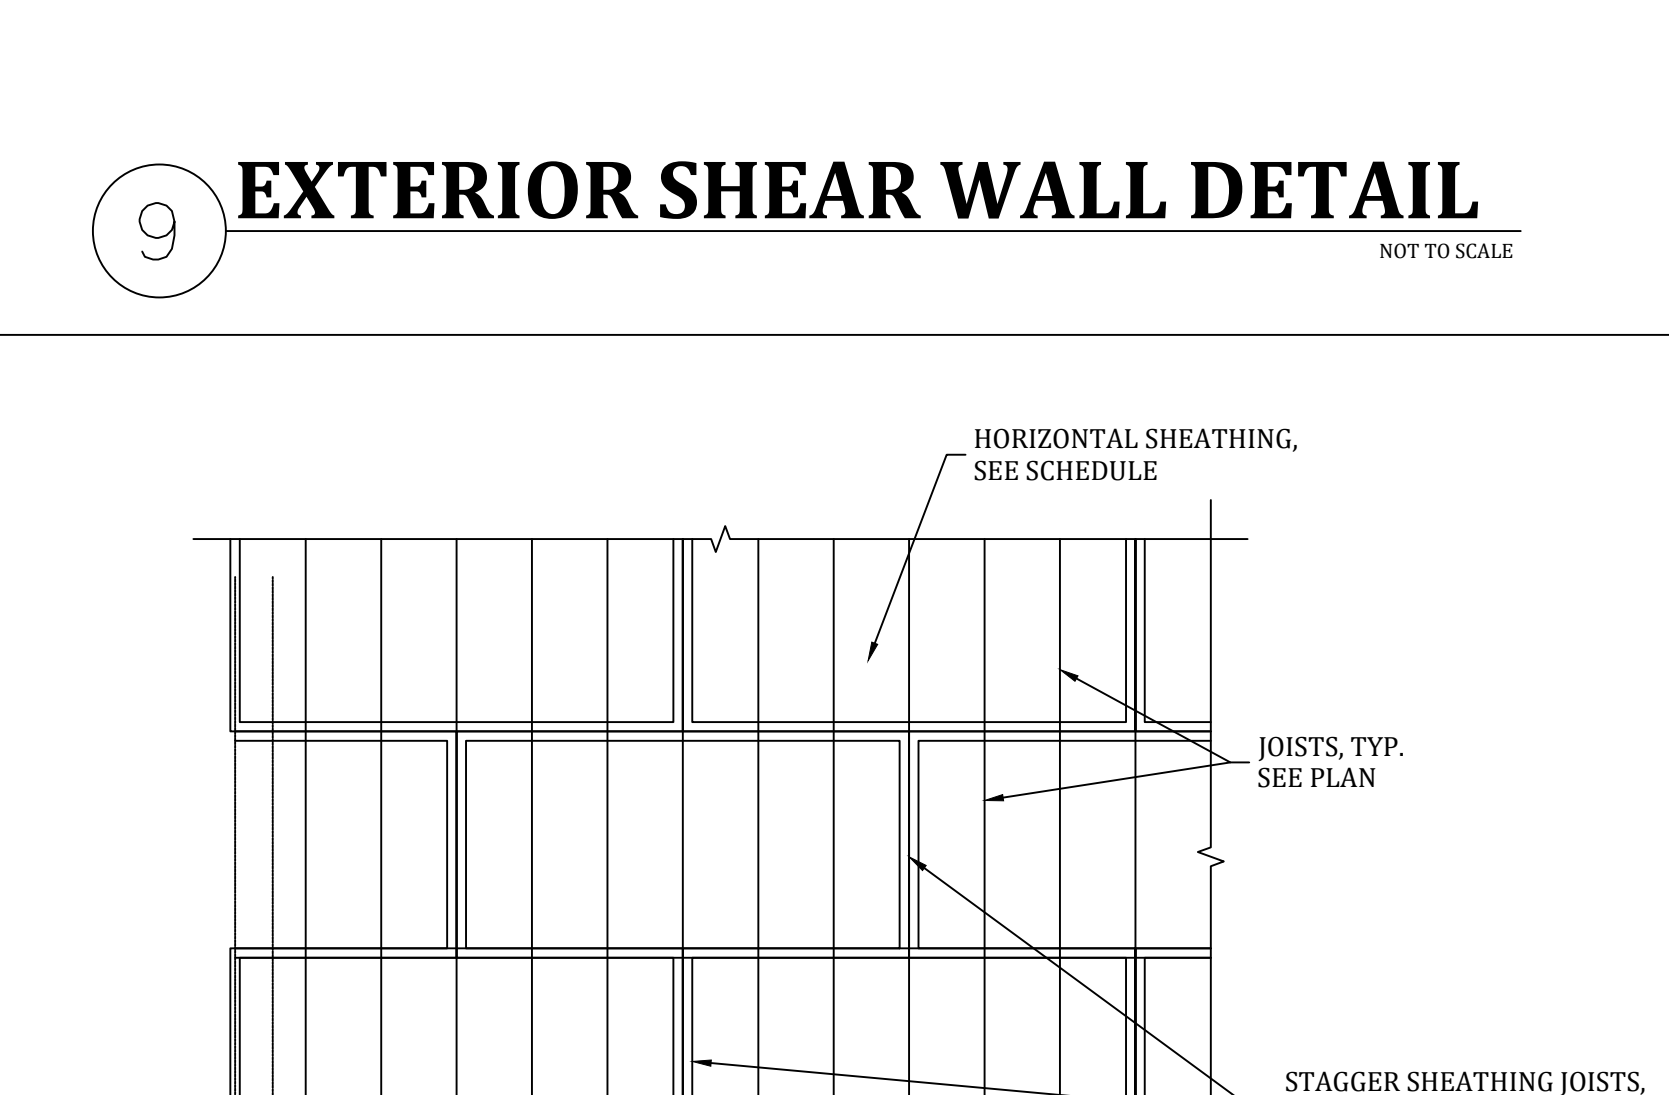 9
EXTERIOR SHEAR WALL DETAIL
NOT TO SCALE
HORIZONTAL SHEATHING,
SEE SCHEDULE
JOISTS, TYP.
SEE PLAN
STAGGER SHEATHING JOISTS,